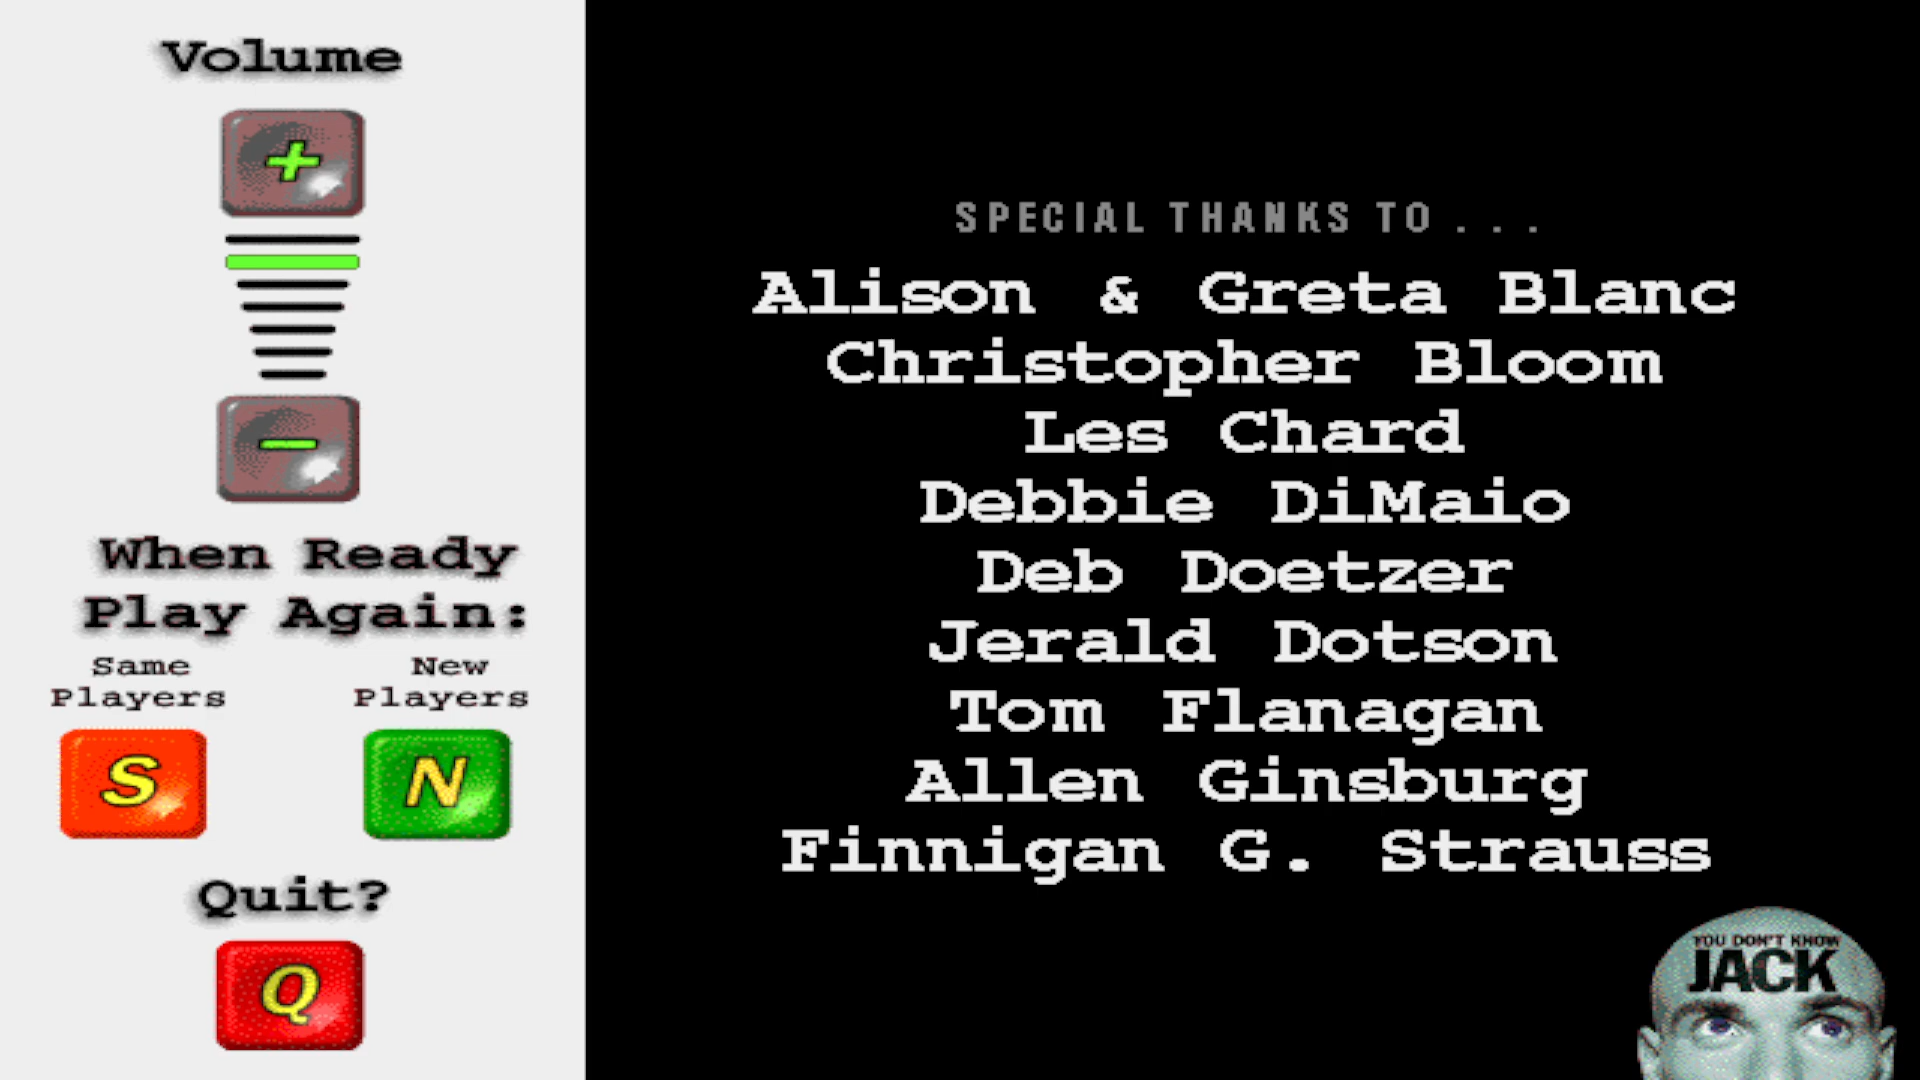 Volume
+
-
When Ready
Play Again:
Same
Players
New
Players
S
N
Quit?
Q
SPECIAL THANKS TO...
Alison & Greta Blanc
Christopher Bloom
Les Chard
Debbie DiMaio
Deb Doetzer
Jerald Dotson
Tom Flanagan
Allen Ginsburg
Finnigan G. Strauss
YOU DON'T KNOW
JACK